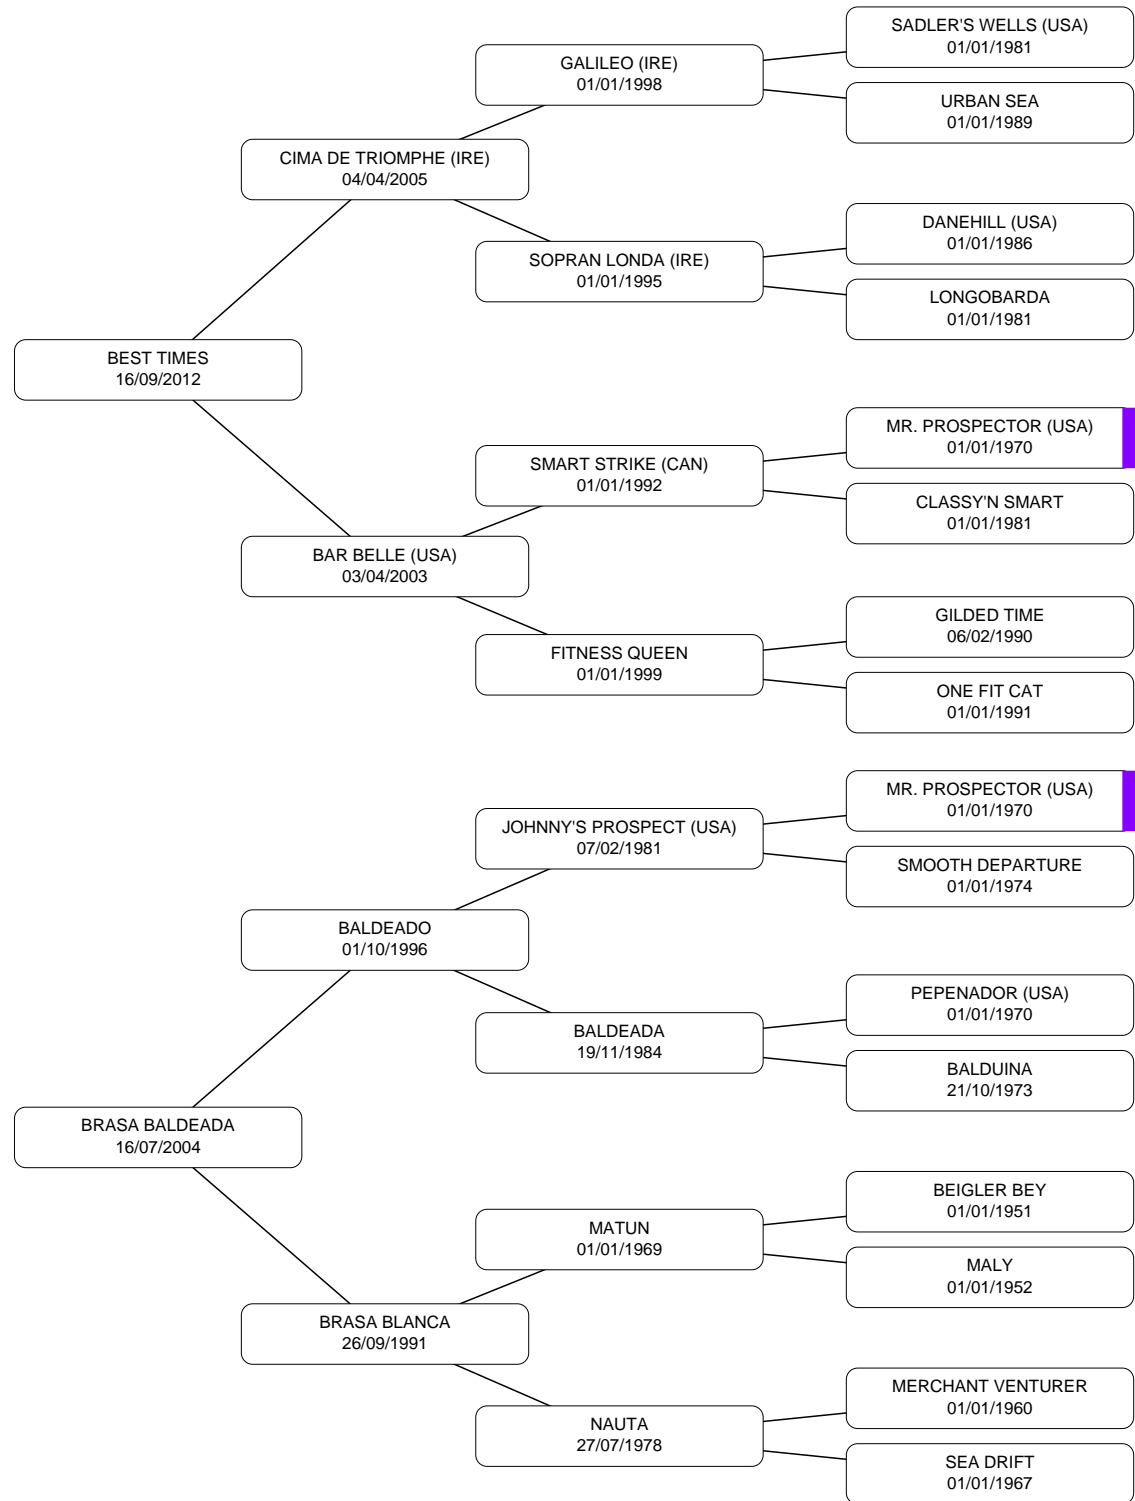 SADLER'S WELLS (USA)
01/01/1981
GALILEO (IRE)
01/01/1998
URBAN SEA
01/01/1989
CIMA DE TRIOMPHE (IRE)
04/04/2005
DANEHILL (USA)
01/01/1986
SOPRAN LONDA (IRE)
01/01/1995
LONGOBARDA
01/01/1981
BEST TIMES
16/09/2012
MR. PROSPECTOR (USA)
01/01/1970
SMART STRIKE (CAN)
01/01/1992
CLASSY'N SMART
01/01/1981
BAR BELLE (USA)
03/04/2003
GILDED TIME
06/02/1990
FITNESS QUEEN
01/01/1999
ONE FIT CAT
01/01/1991
MR. PROSPECTOR (USA)
01/01/1970
JOHNNY'S PROSPECT (USA)
07/02/1981
SMOOTH DEPARTURE
01/01/1974
BALDEADO
01/10/1996
PEPENADOR (USA)
01/01/1970
BALDEADA
19/11/1984
BALDUINA
21/10/1973
BRASA BALDEADA
16/07/2004
BEIGLER BEY
01/01/1951
MATUN
01/01/1969
MALY
01/01/1952
BRASA BLANCA
26/09/1991
MERCHANT VENTURER
01/01/1960
NAUTA
27/07/1978
SEA DRIFT
01/01/1967